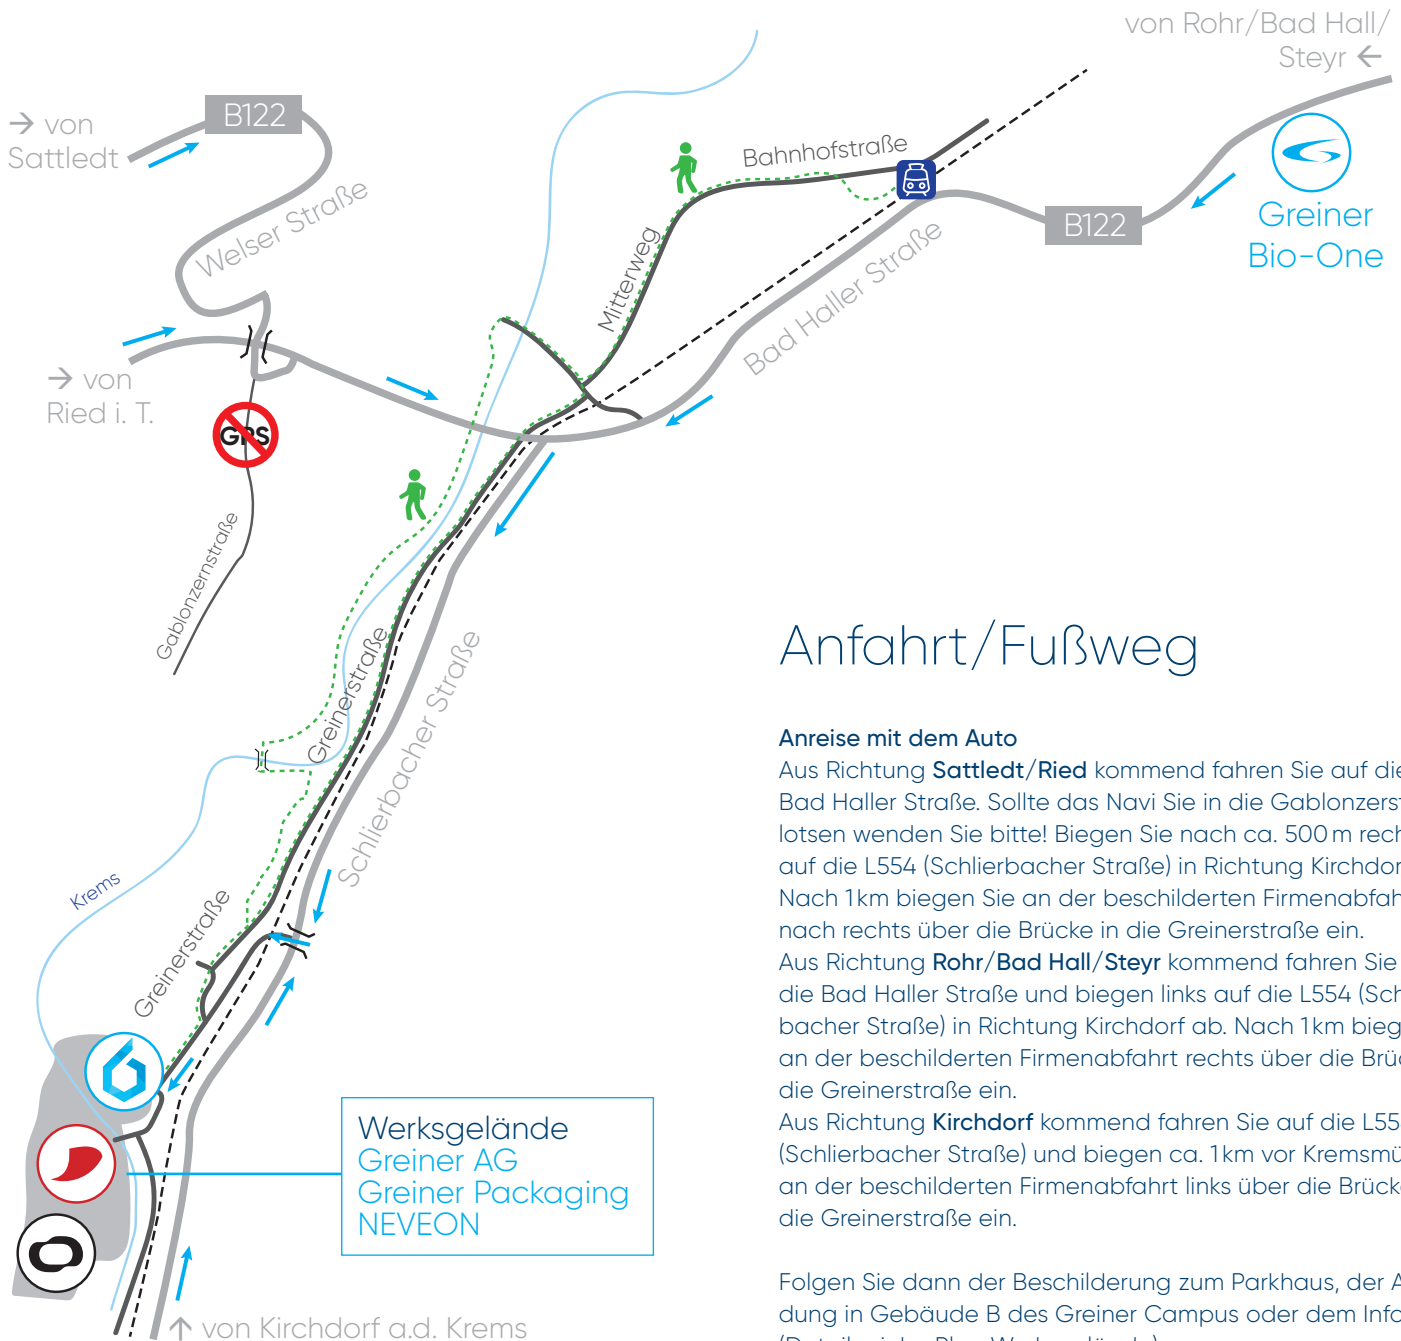 von Rohr/Bad Hall/
Steyr ←
→ von
Sattledt
B122
Welser Straße
Bahnhofstraße
Mitterweg
Bad Haller Straße
B122
Greiner
Bio-One
→ von
Ried i. T.
GPS
Gablonzernstraße
Greinerstraße
Schlierbacher Straße
Krems
Greinerstraße
Werksgelände
Greiner AG
Greiner Packaging
NEVEON
↑ von Kirchdorf a.d. Krems
Anfahrt/Fußweg
Anreise mit dem Auto
Aus Richtung Sattledt/Ried kommend fahren Sie auf die
Bad Haller Straße. Sollte das Navi Sie in die Gablonzerst
lotsen wenden Sie bitte! Biegen Sie nach ca. 500 m rech
auf die L554 (Schlierbacher Straße) in Richtung Kirchdor
Nach 1 km biegen Sie an der beschilderten Firmenabfah
nach rechts über die Brücke in die Greinerstraße ein.
Aus Richtung Rohr/Bad Hall/Steyr kommend fahren Sie
die Bad Haller Straße und biegen links auf die L554 (Sch
bacher Straße) in Richtung Kirchdorf ab. Nach 1 km bieg
an der beschilderten Firmenabfahrt rechts über die Brüc
die Greinerstraße ein.
Aus Richtung Kirchdorf kommend fahren Sie auf die L55
(Schlierbacher Straße) und biegen ca. 1 km vor Kremsmü
an der beschilderten Firmenabfahrt links über die Brücke
die Greinerstraße ein.
Folgen Sie dann der Beschilderung zum Parkhaus, der A
dung in Gebäude B des Greiner Campus oder dem Info